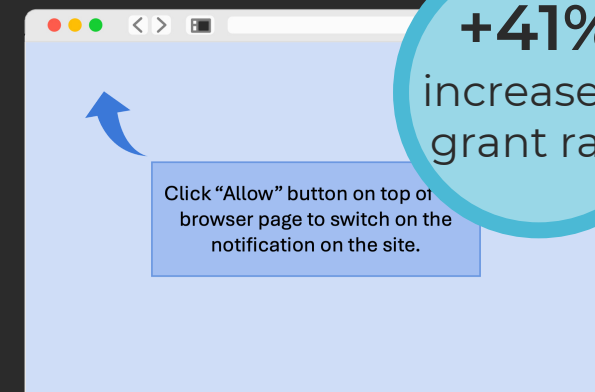 +41%
increase
grant ra
Click “Allow” button on top of
browser page to switch on the
notification on the site.